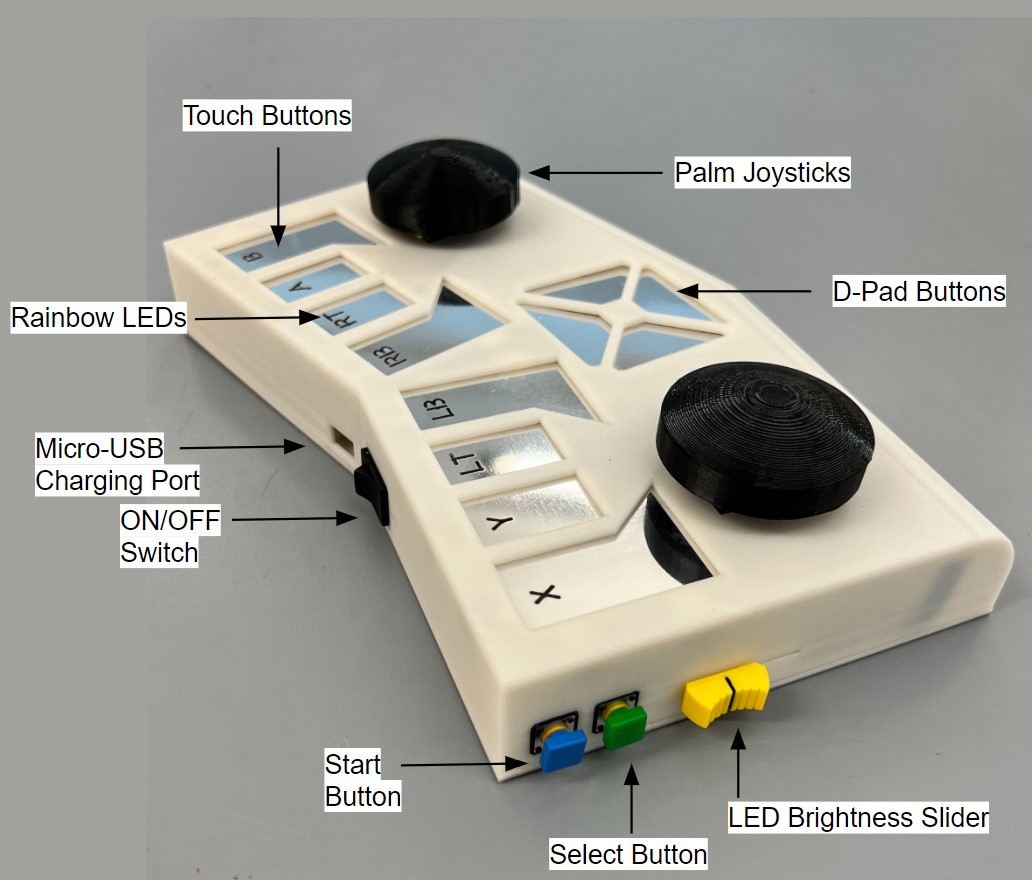 Touch Buttons
Palm Joysticks
B
A
D-Pad Buttons
Rainbow LEDs
RT
RB
LB
Micro-USB
Charging Port
LT
ON/OFF
Switch
Y
X
Start
Button
LED Brightness Slider
Select Button